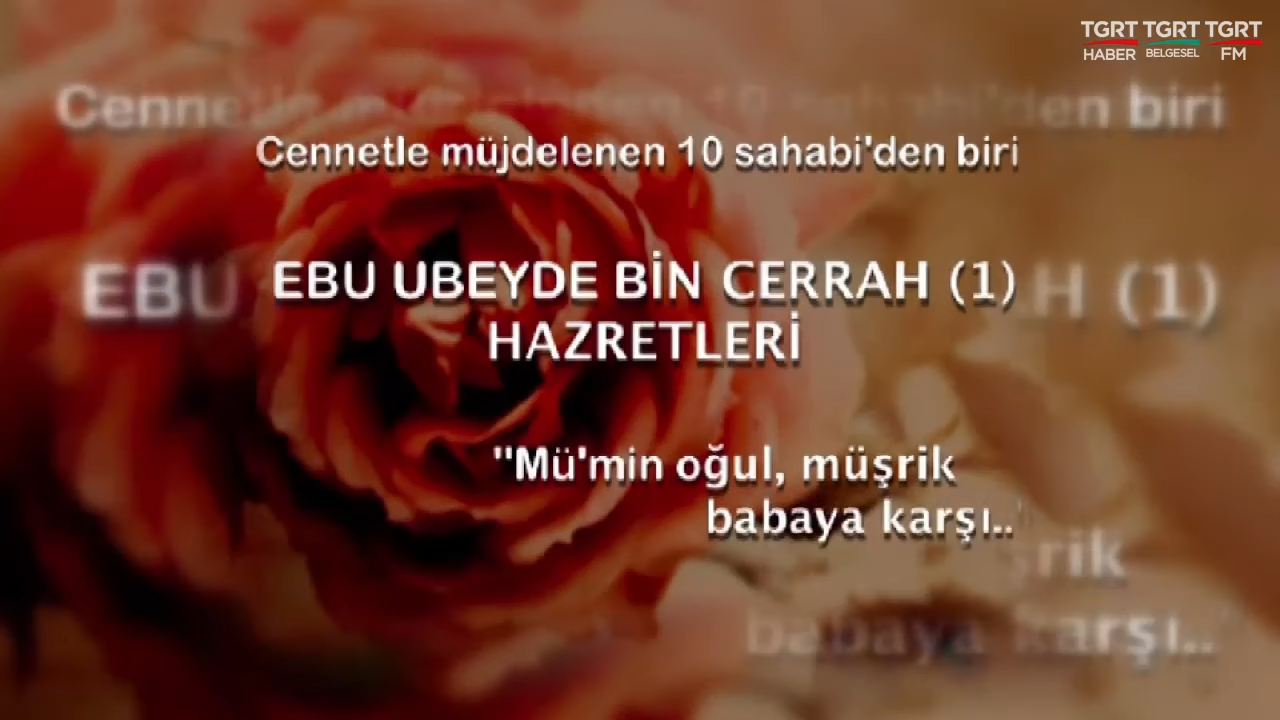 TGRT TGRT TGRT
HABER BELGESEL FM
Cennetle müjdelenen 10 sahabi'den biri
EBU UBEYDE BİN CERRAH (1)
HAZRETLERİ
"Mü'min oğul, müşrik
babaya karşı..